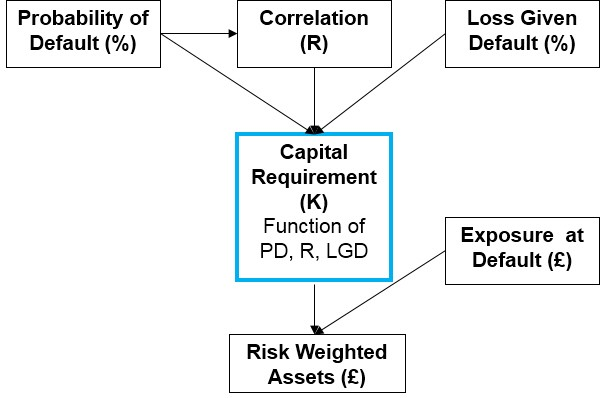 Probability of
Default (%)
Correlation
(R)
Loss Given
Default (%)
Capital
Requirement
(K)
Function of
PD, R, LGD
Exposure at
Default (£)
Risk Weighted
Assets (£)